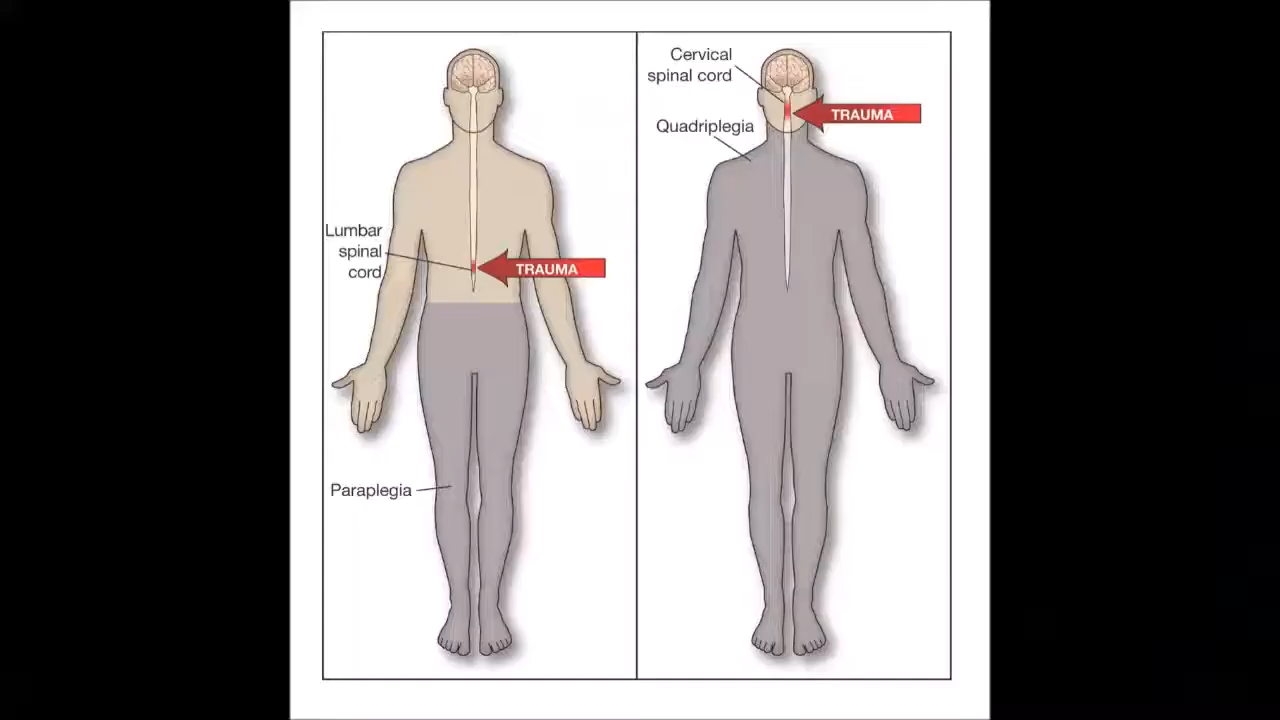 Lumbar
spinal
cord
TRAUMA
Paraplegia
Cervical
spinal cord
TRAUMA
Quadriplegia